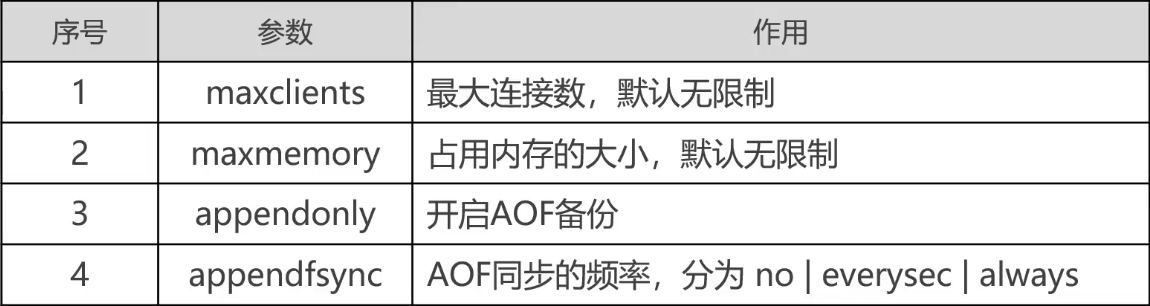 序号 参数 作用
1 maxclients 最大连接数，默认无限制
2 maxmemory 占用内存的大小，默认无限制
3 appendonly 开启AOF备份
4 appendfsync AOF同步的频率，分为 no | everysec | always